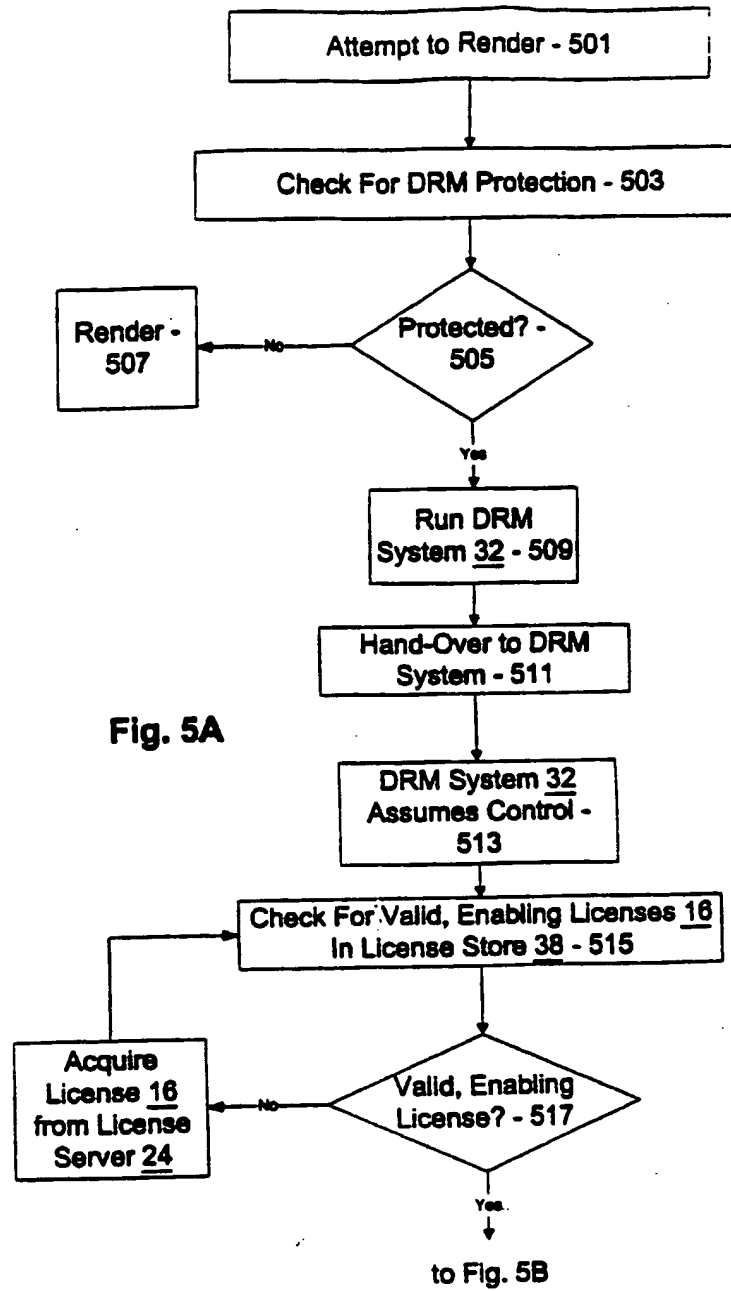 Attempt to Render - 501
Check For DRM Protection - 503
Protected? -
505
Render -
507
No
Yes
Run DRM
System 32 - 509
Hand-Over to DRM
System - 511
Fig. 5A
DRM System 32
Assumes Control -
513
Check For Valid, Enabling Licenses 16
In License Store 38 - 515
Acquire
License 16
from License
Server 24
No
Valid, Enabling
License? - 517
Yes
to Fig. 5B